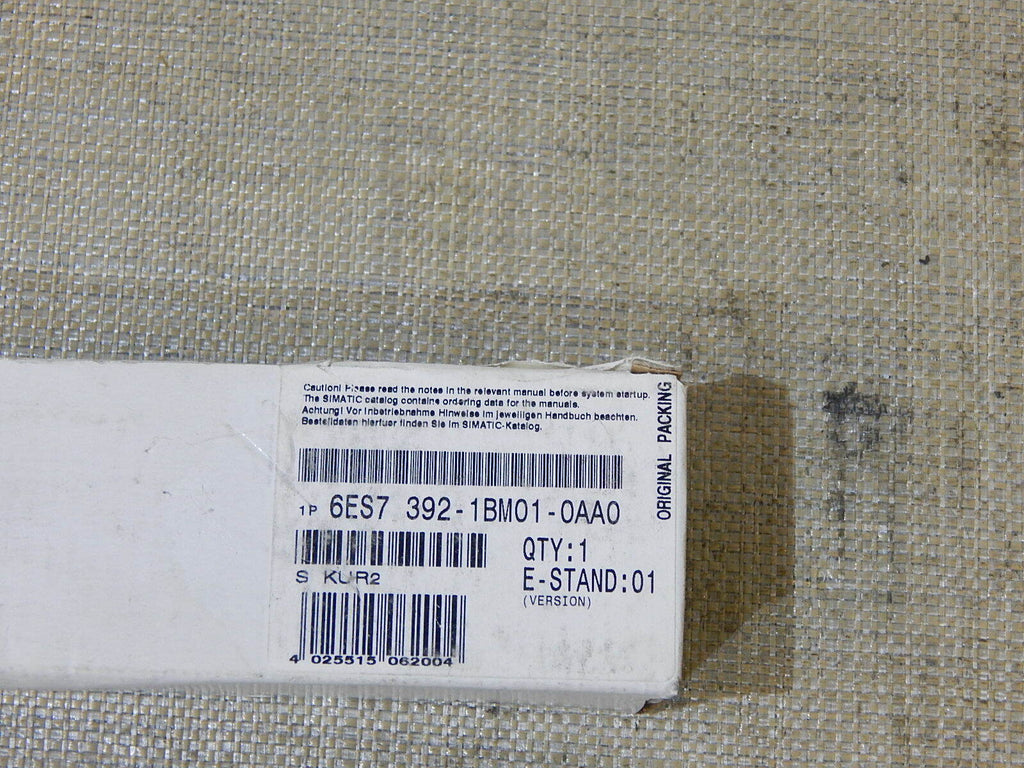 Caution! Please read the notes in the relevant manual before system startup.
The SIMATIC catalog contains ordering data for the manuals.
Achtung! Vor Inbetriebnahme Hinweise im jeweiligen Handbuch beachten.
Bestelldaten hierfuer finden Sie im SIMATIC-Katalog.
ORIGINAL PACKING
1P 6ES7 392-1BM01-0AA0
QTY:1
S KUR2
E-STAND:01
(VERSION)
4 025515 062004